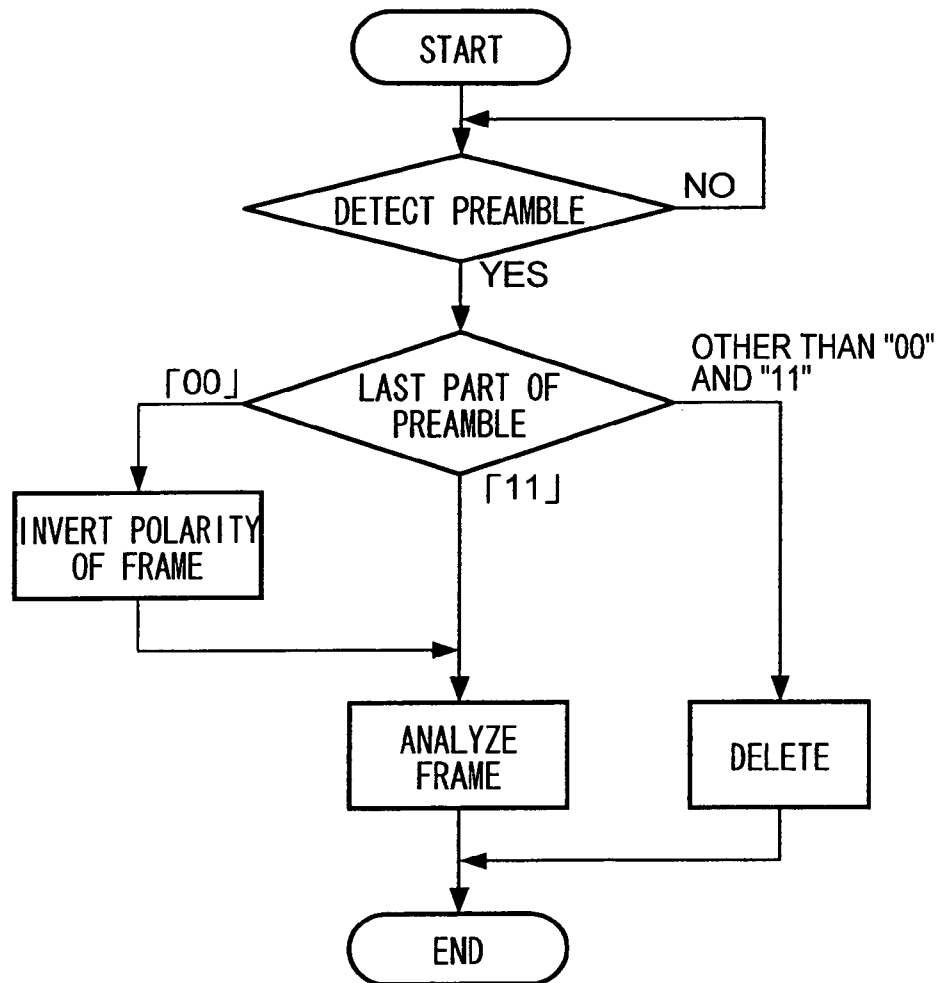 START
NO
DETECT PREAMBLE
YES
OTHER THAN "00"
AND "11"
「00」
LAST PART OF
PREAMBLE
「11」
INVERT POLARITY
OF FRAME
ANALYZE
FRAME
DELETE
END